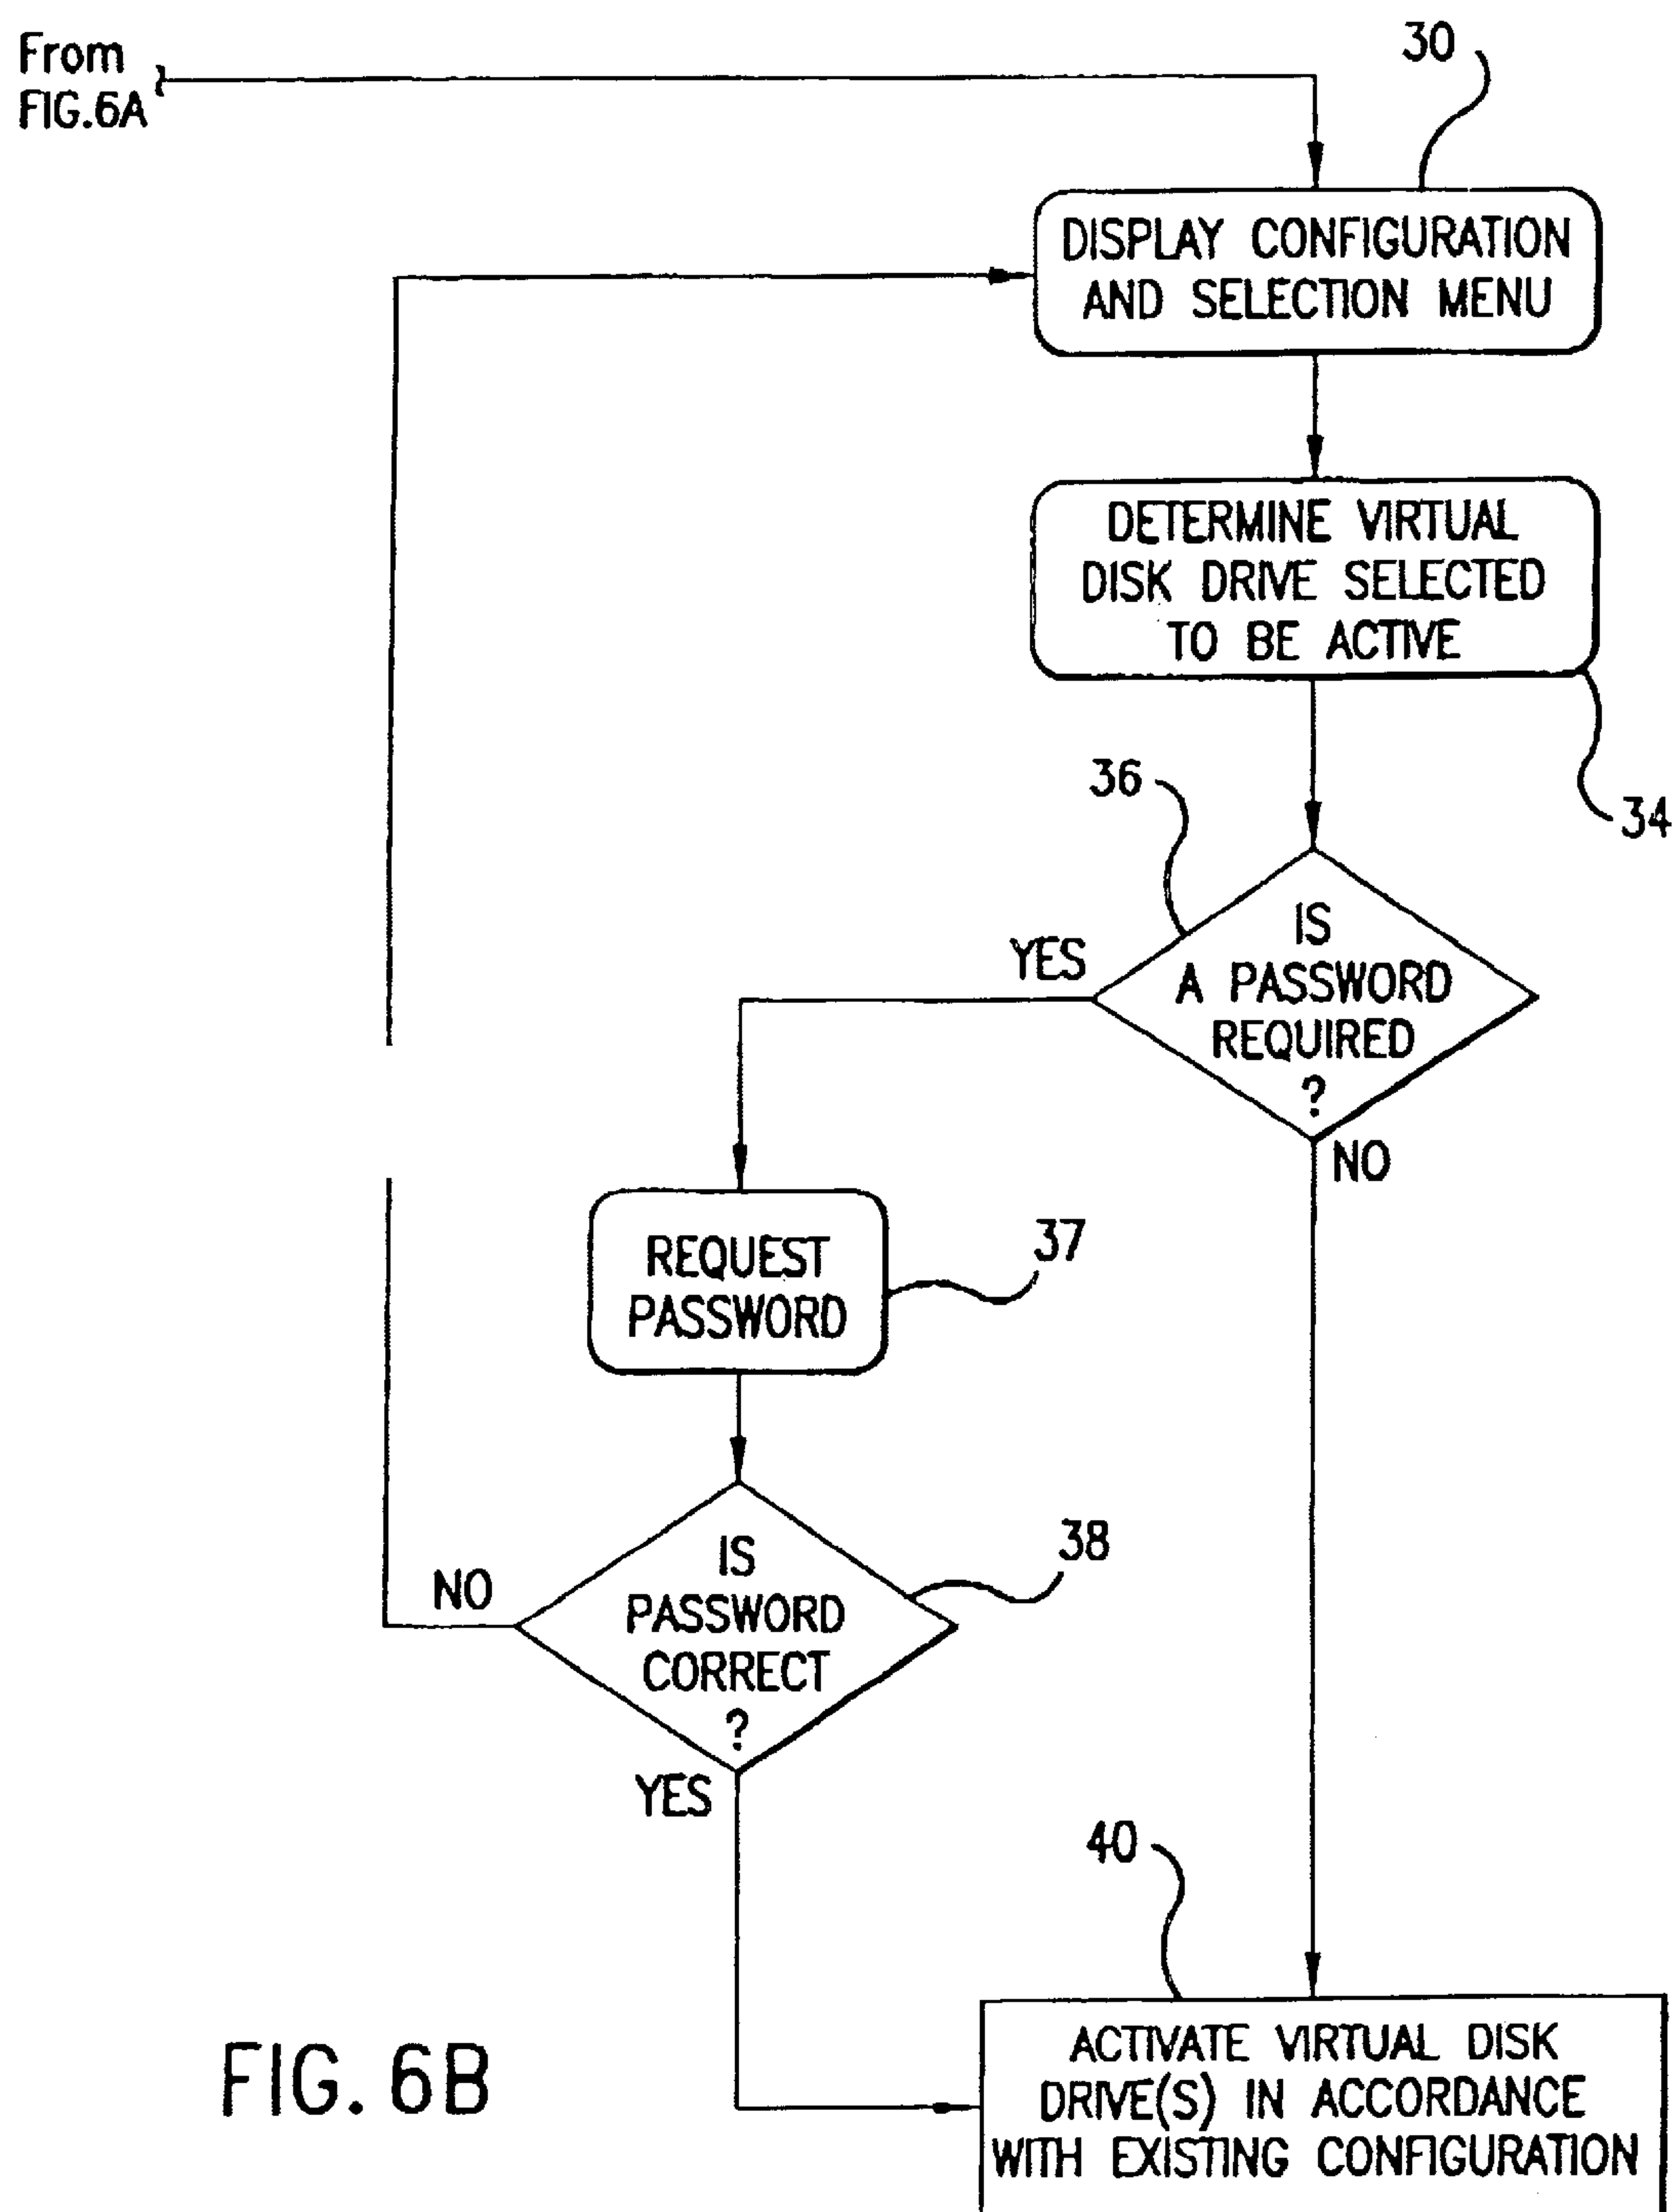 From
FIG.6A
30
DISPLAY CONFIGURATION
AND SELECTION MENU
DETERMINE VIRTUAL
DISK DRIVE SELECTED
TO BE ACTIVE
34
36
IS
A PASSWORD
REQUIRED
?
YES
NO
REQUEST
PASSWORD
37
IS
PASSWORD
CORRECT
?
38
NO
YES
40
ACTIVATE VIRTUAL DISK
DRIVE(S) IN ACCORDANCE
WITH EXISTING CONFIGURATION
FIG. 6B